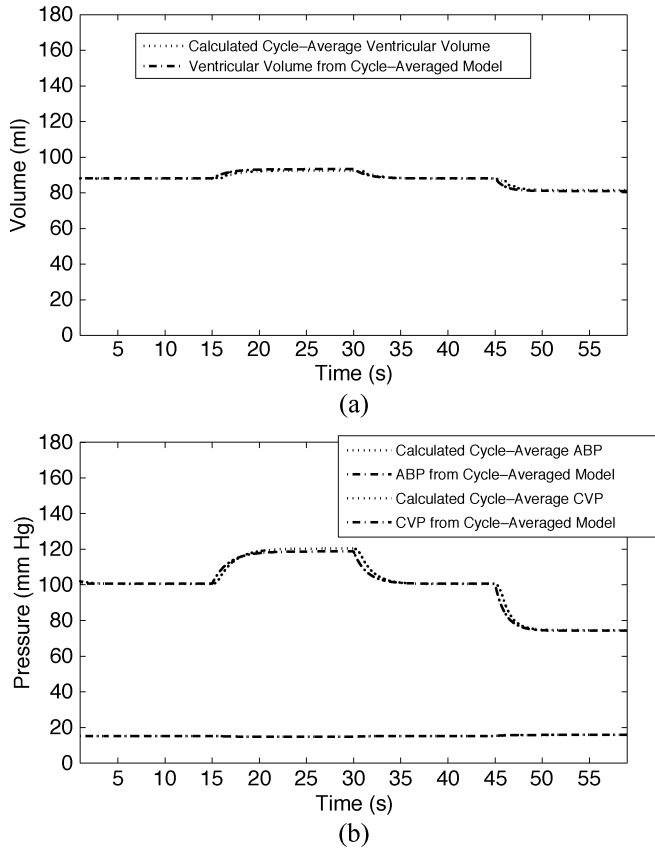 180
160
140
120
100
80
60
40
20
0
Volume (ml)
Calculated Cycle–Average Ventricular Volume
Ventricular Volume from Cycle–Averaged Model
5 10 15 20 25 30 35 40 45 50 55
Time (s)
(a)
180
160
140
120
100
80
60
40
20
0
Pressure (mm Hg)
Calculated Cycle–Average ABP
ABP from Cycle–Averaged Model
Calculated Cycle–Average CVP
CVP from Cycle–Averaged Model
5 10 15 20 25 30 35 40 45 50 55
Time (s)
(b)